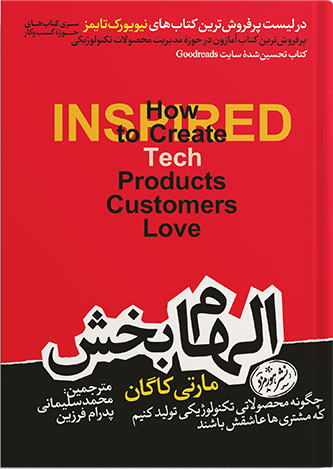 در لیست پرفروش‌ترین کتاب‌های نیویورک‌تایمز
سری کتاب‌های
حوزهٔ کسب‌وکار
پرفروش‌ترین کتاب آمازون در حوزهٔ مدیریت محصولات تکنولوژیکی
کتاب تحسین‌شدهٔ سایت Goodreads
INSPIRED
How
to Create
Tech
Products
Customers
Love
الهام‌بخش
مارتی کاگان
مترجمین:
محمد سلیمانی
پدرام فرزین
چگونه محصولاتی تکنولوژیکی تولید کنیم
که مشتری‌ها عاشقش باشند